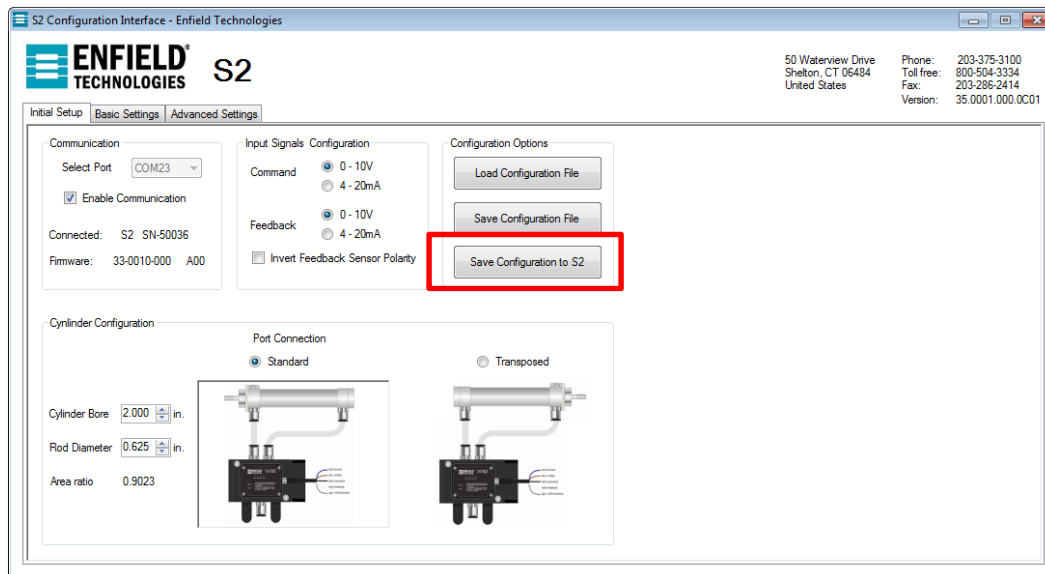 S2 Configuration Interface - Enfield Technologies
ENFIELD
TECHNOLOGIES
S2
50 Waterview Drive
Shelton, CT 06484
United States
Phone: 203-375-3100
Toll free: 800-504-3334
Fax: 203-286-2414
Version: 35.0001.000.0C01
Initial Setup Basic Settings Advanced Settings
Communication
Select Port COM23
Enable Communication
Connected: S2 SN-50036
Firmware: 33-0010-000 A00
Input Signals Configuration
Command 0 - 10V
4 - 20mA
Feedback 0 - 10V
4 - 20mA
Invert Feedback Sensor Polarity
Configuration Options
Load Configuration File
Save Configuration File
Save Configuration to S2
Cynlinder Configuration
Port Connection
Standard Transposed
Cylinder Bore 2.000 in.
Rod Diameter 0.625 in.
Area ratio 0.9023